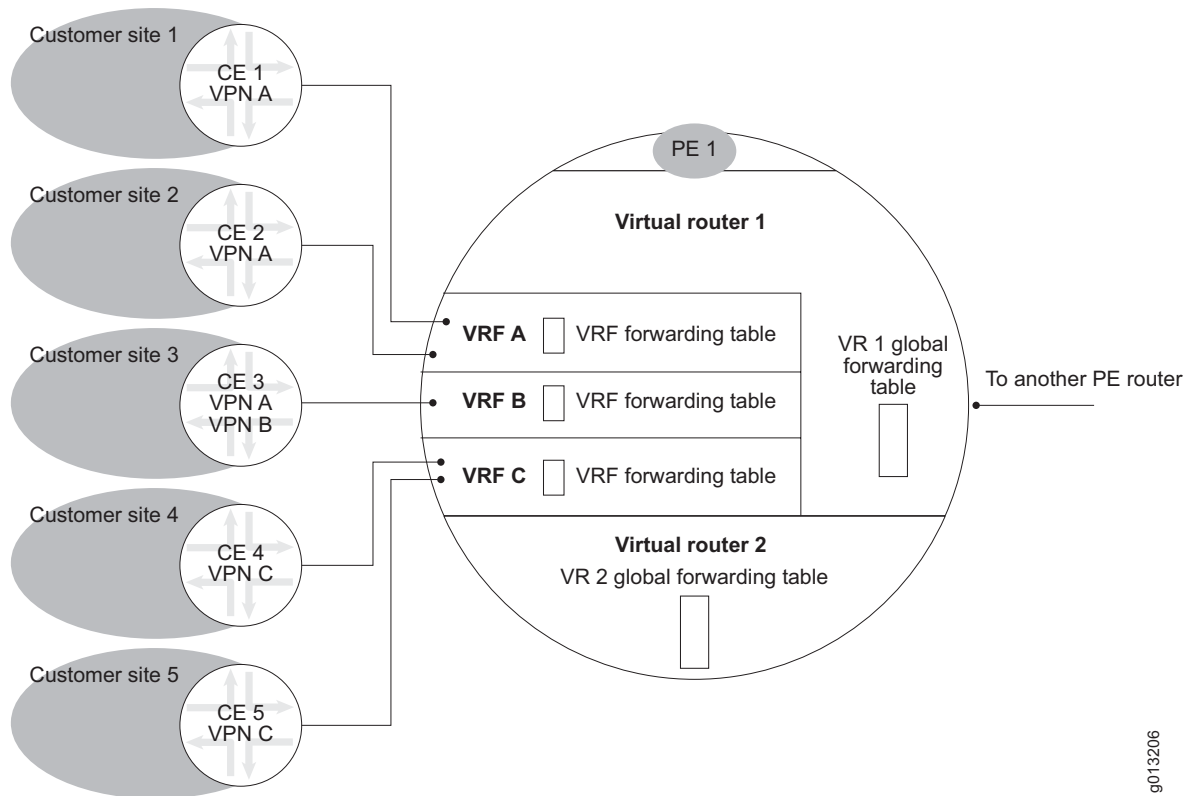 Customer site 1
CE 1
VPN A
Customer site 2
CE 2
VPN A
Customer site 3
CE 3
VPN A
VPN B
Customer site 4
CE 4
VPN C
Customer site 5
CE 5
VPN C
PE 1
Virtual router 1
VRF A VRF forwarding table
VRF B VRF forwarding table
VRF C VRF forwarding table
VR 1 global
forwarding
table
To another PE router
Virtual router 2
VR 2 global forwarding table
g013206